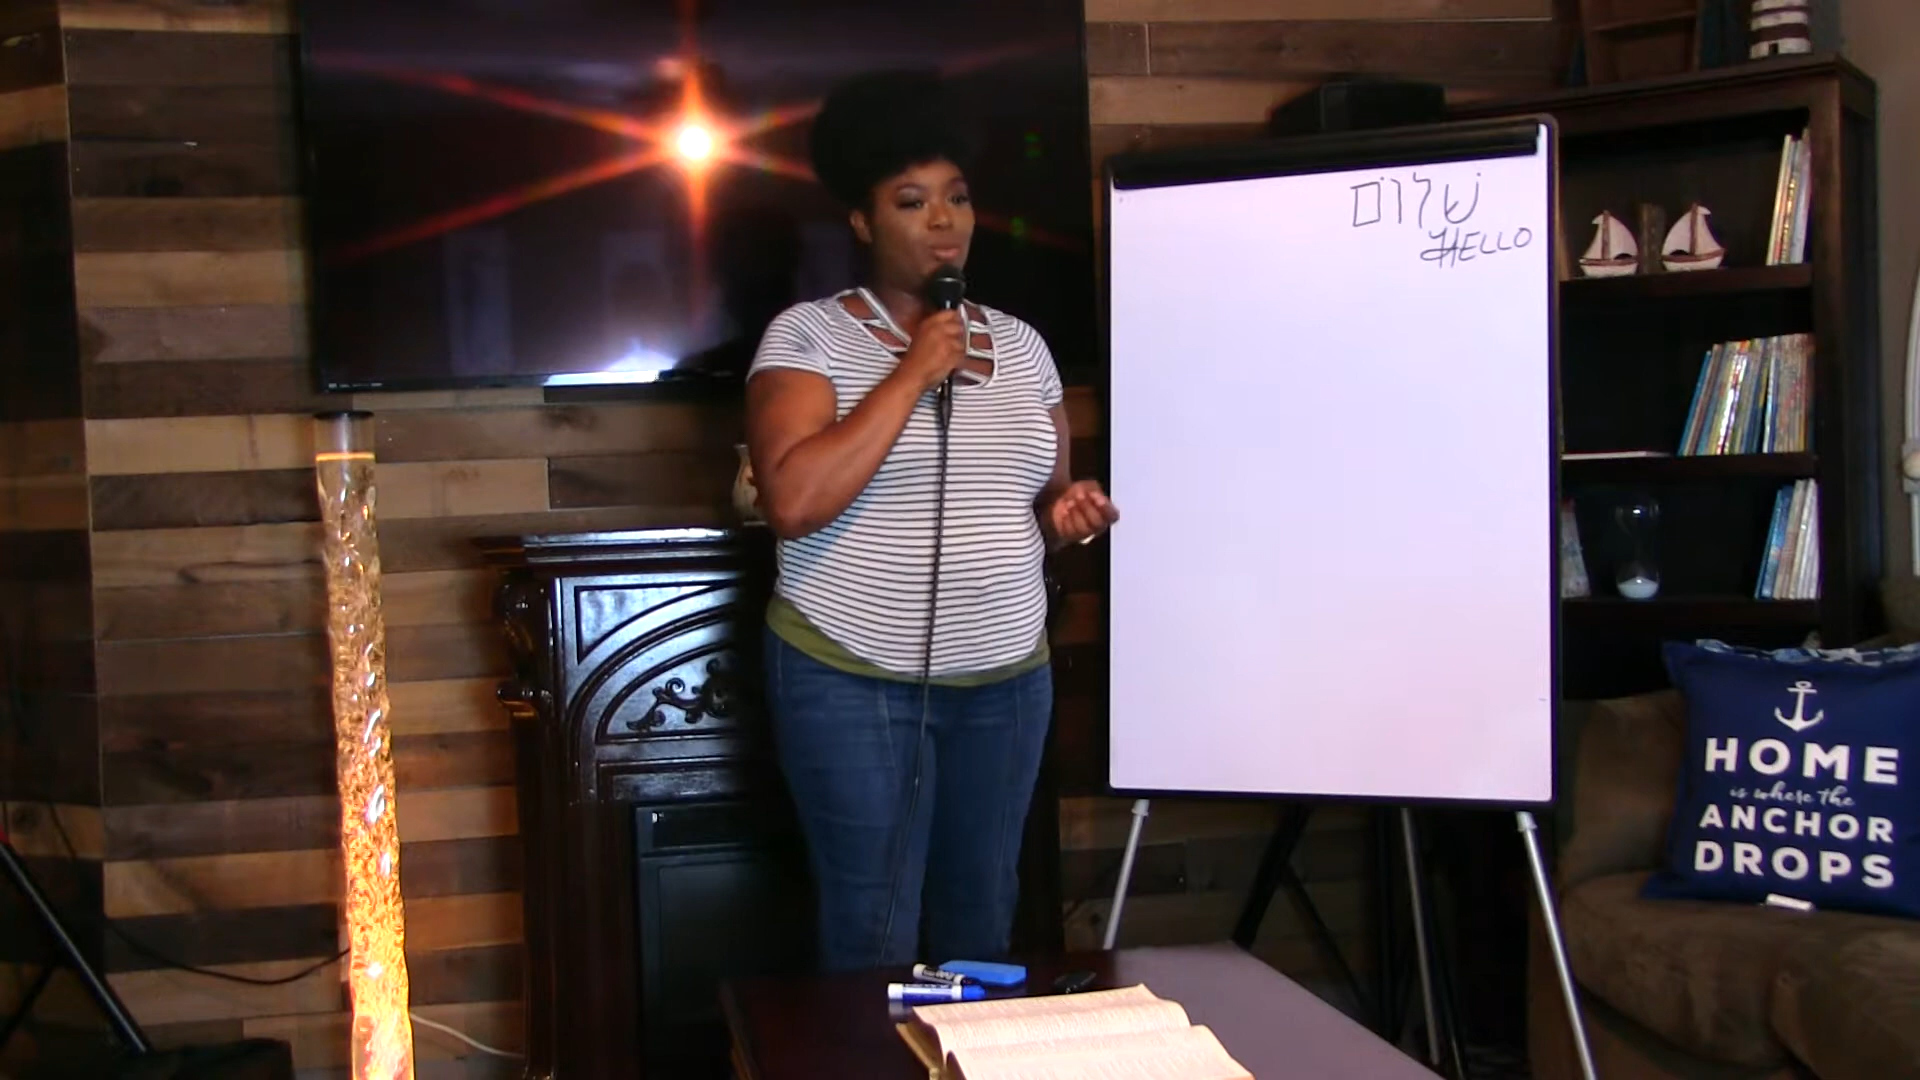 שלום
HELLO
HOME
is where the
ANCHOR
DROPS